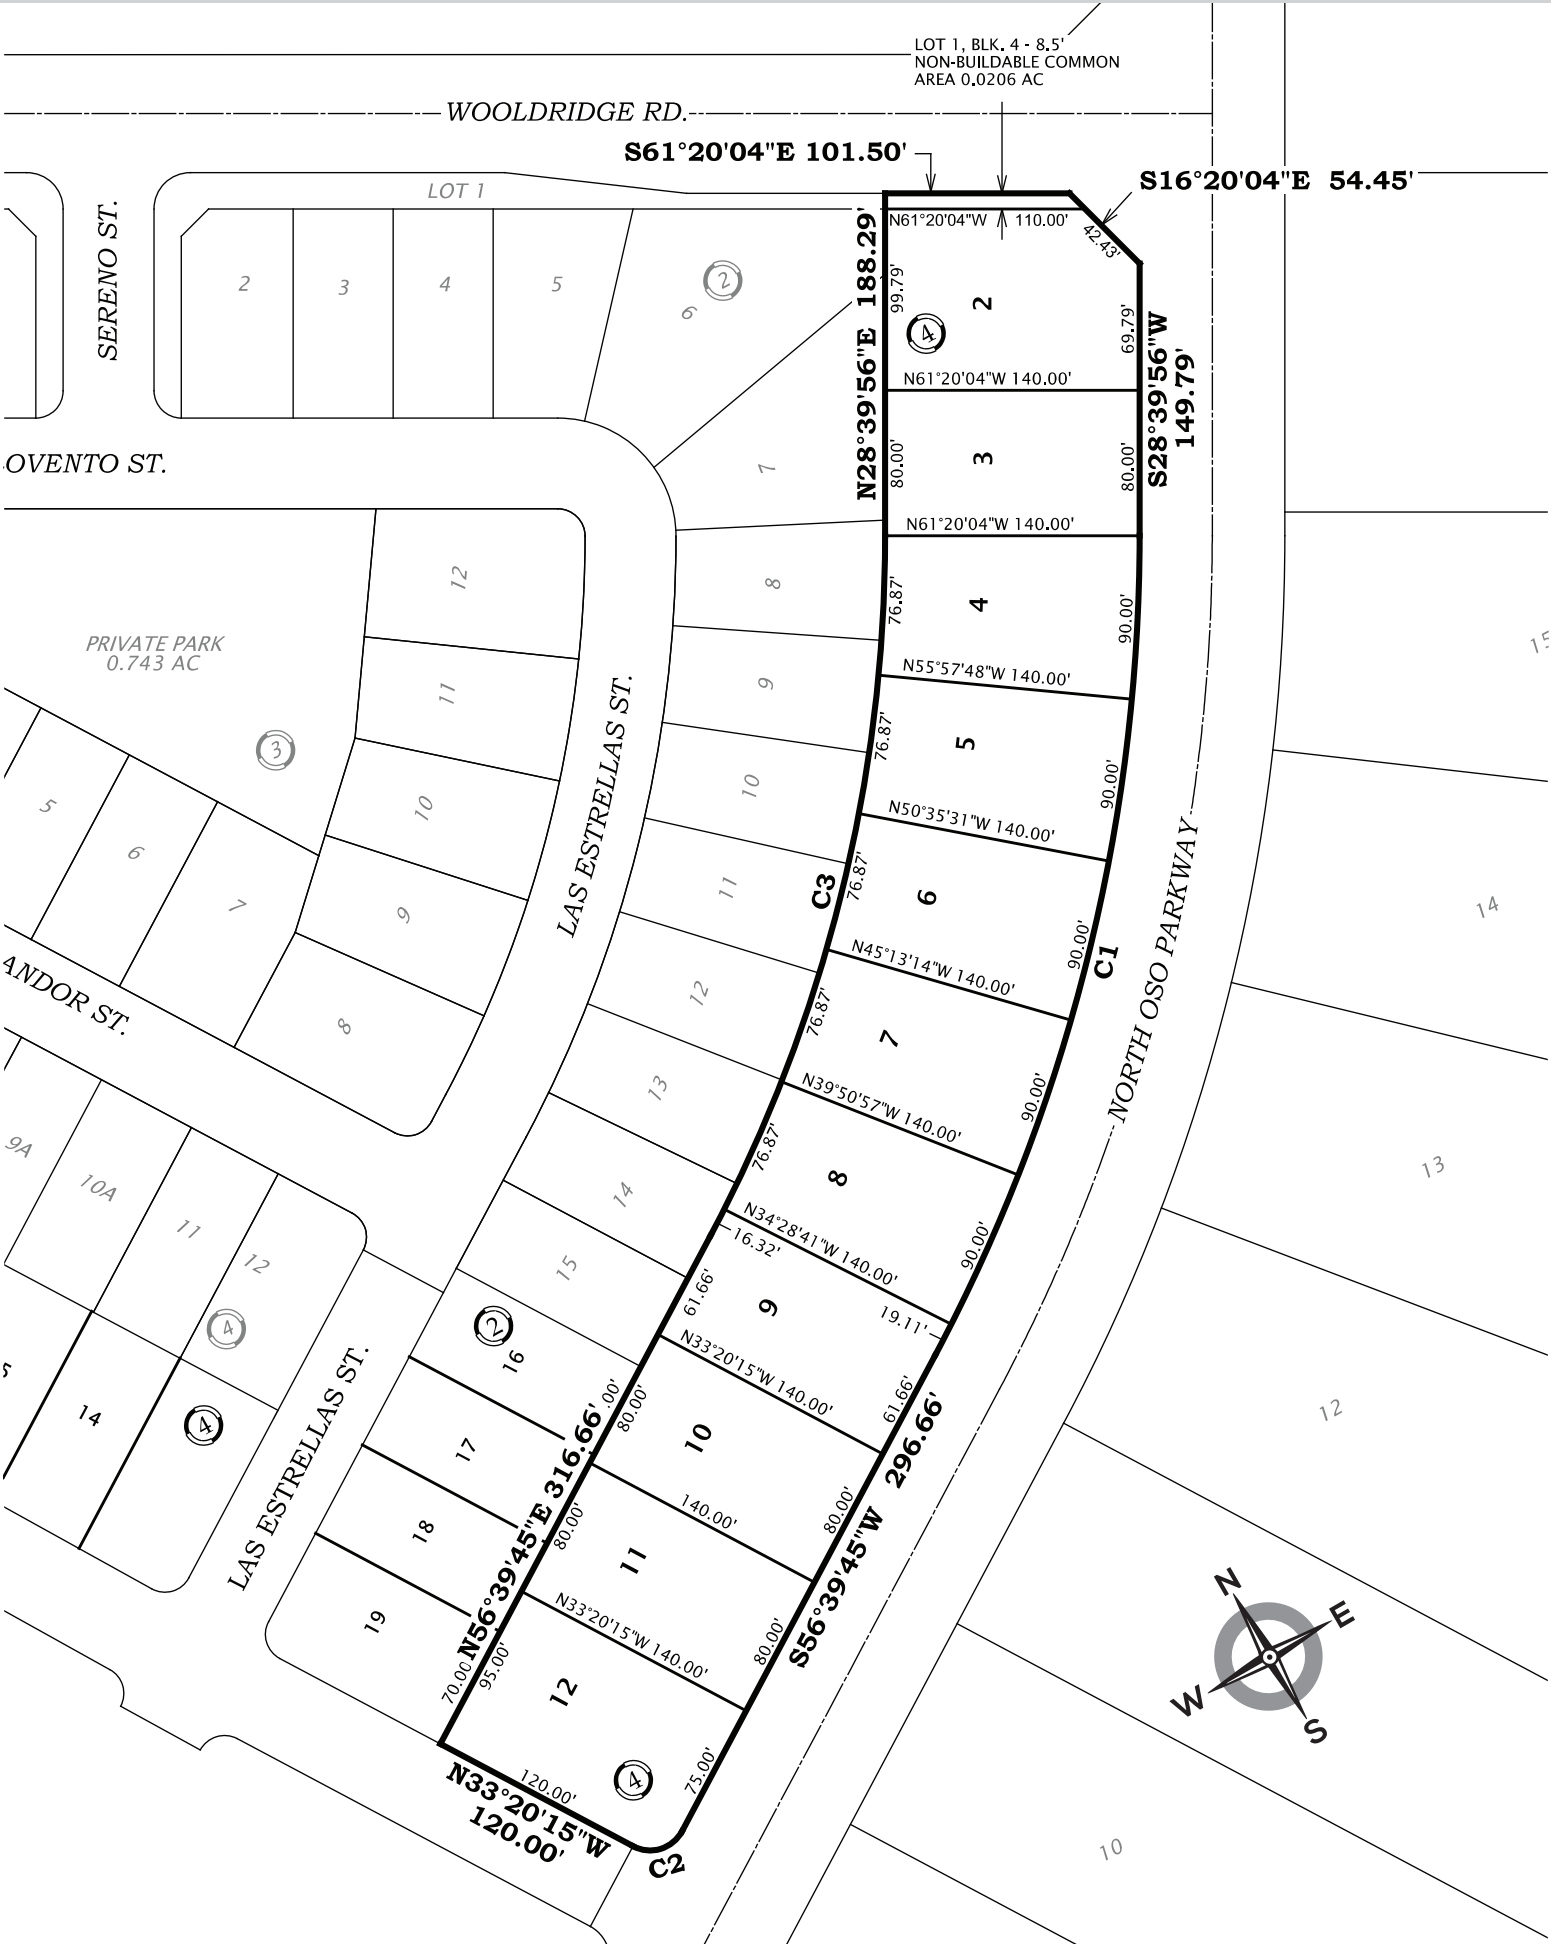 LOT 1, BLK. 4 - 8.5'
NON-BUILDABLE COMMON
AREA 0.0206 AC
WOOLDRIDGE RD.
S61°20'04"E 101.50'
S16°20'04"E 54.45'
LOT 1
N61°20'04"W 110.00'
42.43'
SERENO ST.
2
3
4
5
6
2
N28°39'56"E 188.29'
99.79'
2
4
69.79'
S28°39'56"W
149.79'
N61°20'04"W 140.00'
OVENTO ST.
7
80.00'
3
80.00'
N61°20'04"W 140.00'
12
8
76.87'
4
90.00'
15
PRIVATE PARK
0.743 AC
N55°57'48"W 140.00'
11
9
LAS ESTRELLAS ST.
76.87'
5
90.00'
3
5
10
10
N50°35'31"W 140.00'
6
7
9
11
C3
76.87'
6
90.00'
C1
NORTH OSO PARKWAY
14
N45°13'14"W 140.00'
ANDOR ST.
8
12
76.87'
7
90.00'
13
N39°50'57"W 140.00'
9A
10A
11
12
14
76.87'
8
90.00'
13
N34°28'41"W 140.00'
16.32'
15
61.66'
9
19.11'
4
2
16
N33°20'15"W 140.00'
61.66'
14
4
LAS ESTRELLAS ST.
17
.00'
80.00'
10
S56°39'45"W 296.66'
12
N56°39'45"E 316.66'
140.00'
80.00'
18
80.00'
11
19
N33°20'15"W 140.00'
80.00'
N
E
W
S
70.00'
95.00'
12
N33°20'15"W
120.00'
120.00'
4
75.00'
C2
10